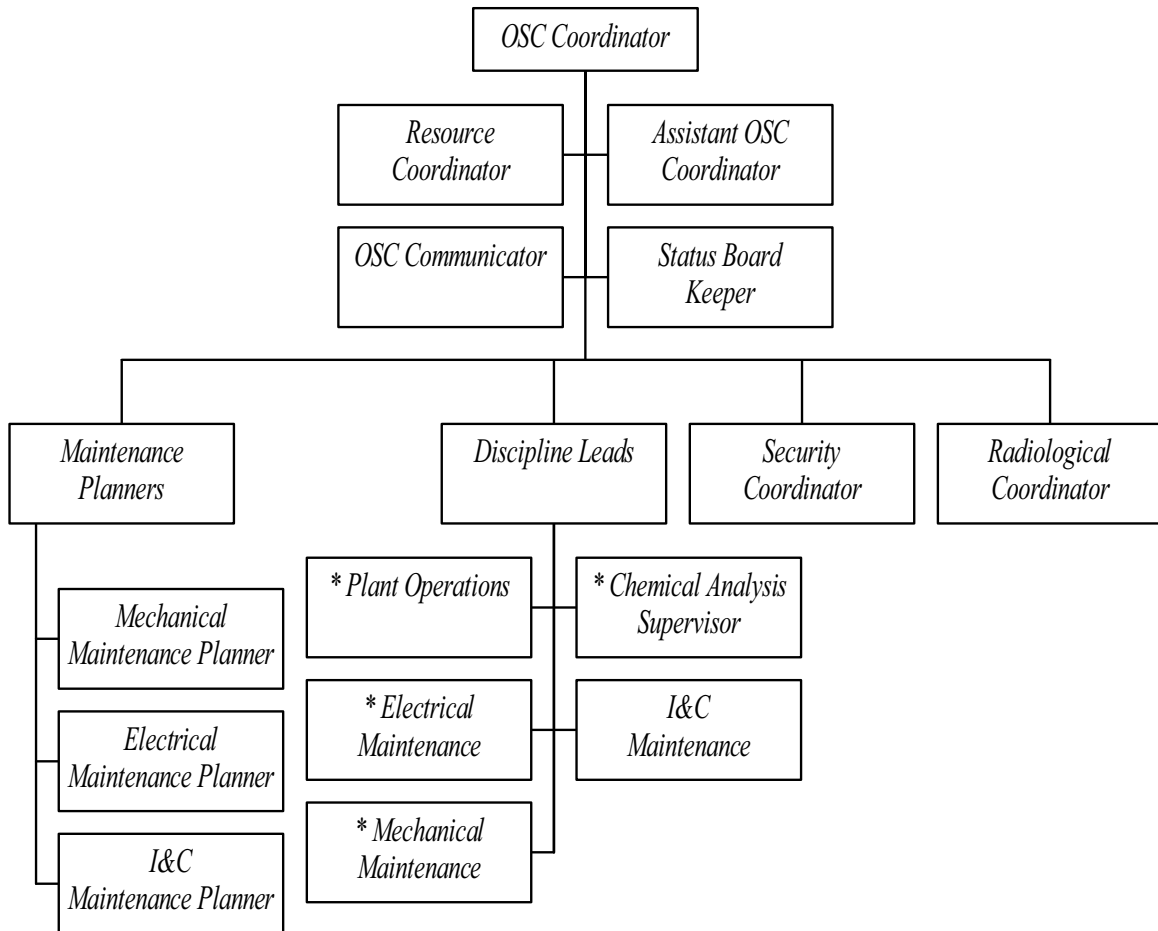 OSC Coordinator
Resource
Coordinator
Assistant OSC
Coordinator
OSC Communicator
Status Board
Keeper
Maintenance
Planners
Discipline Leads
Security
Coordinator
Radiological
Coordinator
* Plant Operations
* Chemical Analysis
Supervisor
Mechanical
Maintenance Planner
* Electrical
Maintenance
I&C
Maintenance
Electrical
Maintenance Planner
* Mechanical
Maintenance
I&C
Maintenance Planner